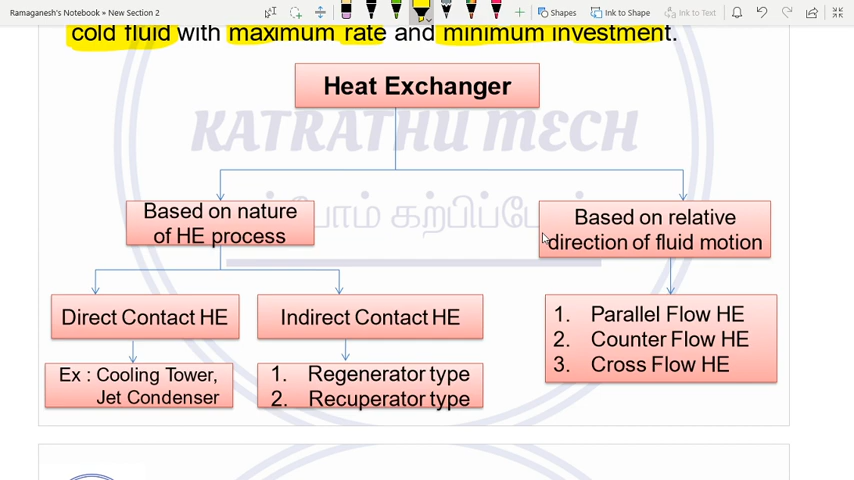 Ramaganesh's Notebook » New Section 2
Shapes
Ink to Shape
Ink to Text
cold fluid with maximum rate and minimum investment.
Heat Exchanger
KATRATHU MECH
கற்பிப்போம்
Based on nature
of HE process
Based on relative
direction of fluid motion
Direct Contact HE
Indirect Contact HE
1. Parallel Flow HE
2. Counter Flow HE
3. Cross Flow HE
Ex : Cooling Tower,
Jet Condenser
1. Regenerator type
2. Recuperator type